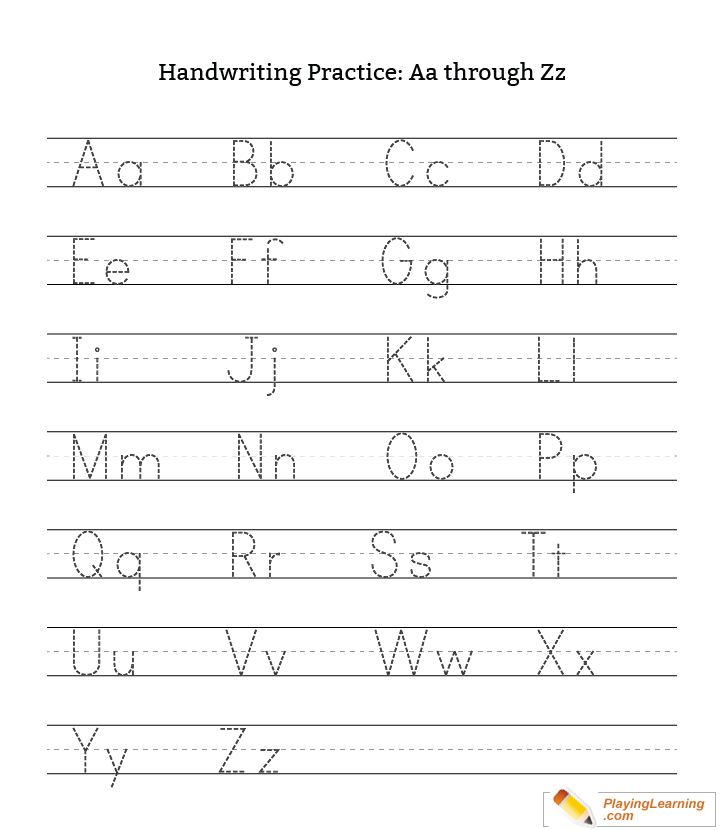 Handwriting Practice: Aa through Zz
Aa Bb Cc Dd
Ee Ff Gg Hh
Ii Jj Kk Ll
Mm Nn Oo Pp
Qq Rr Ss Tt
Uu Vv Ww Xx
Yy Zz
PlayingLearning
.com